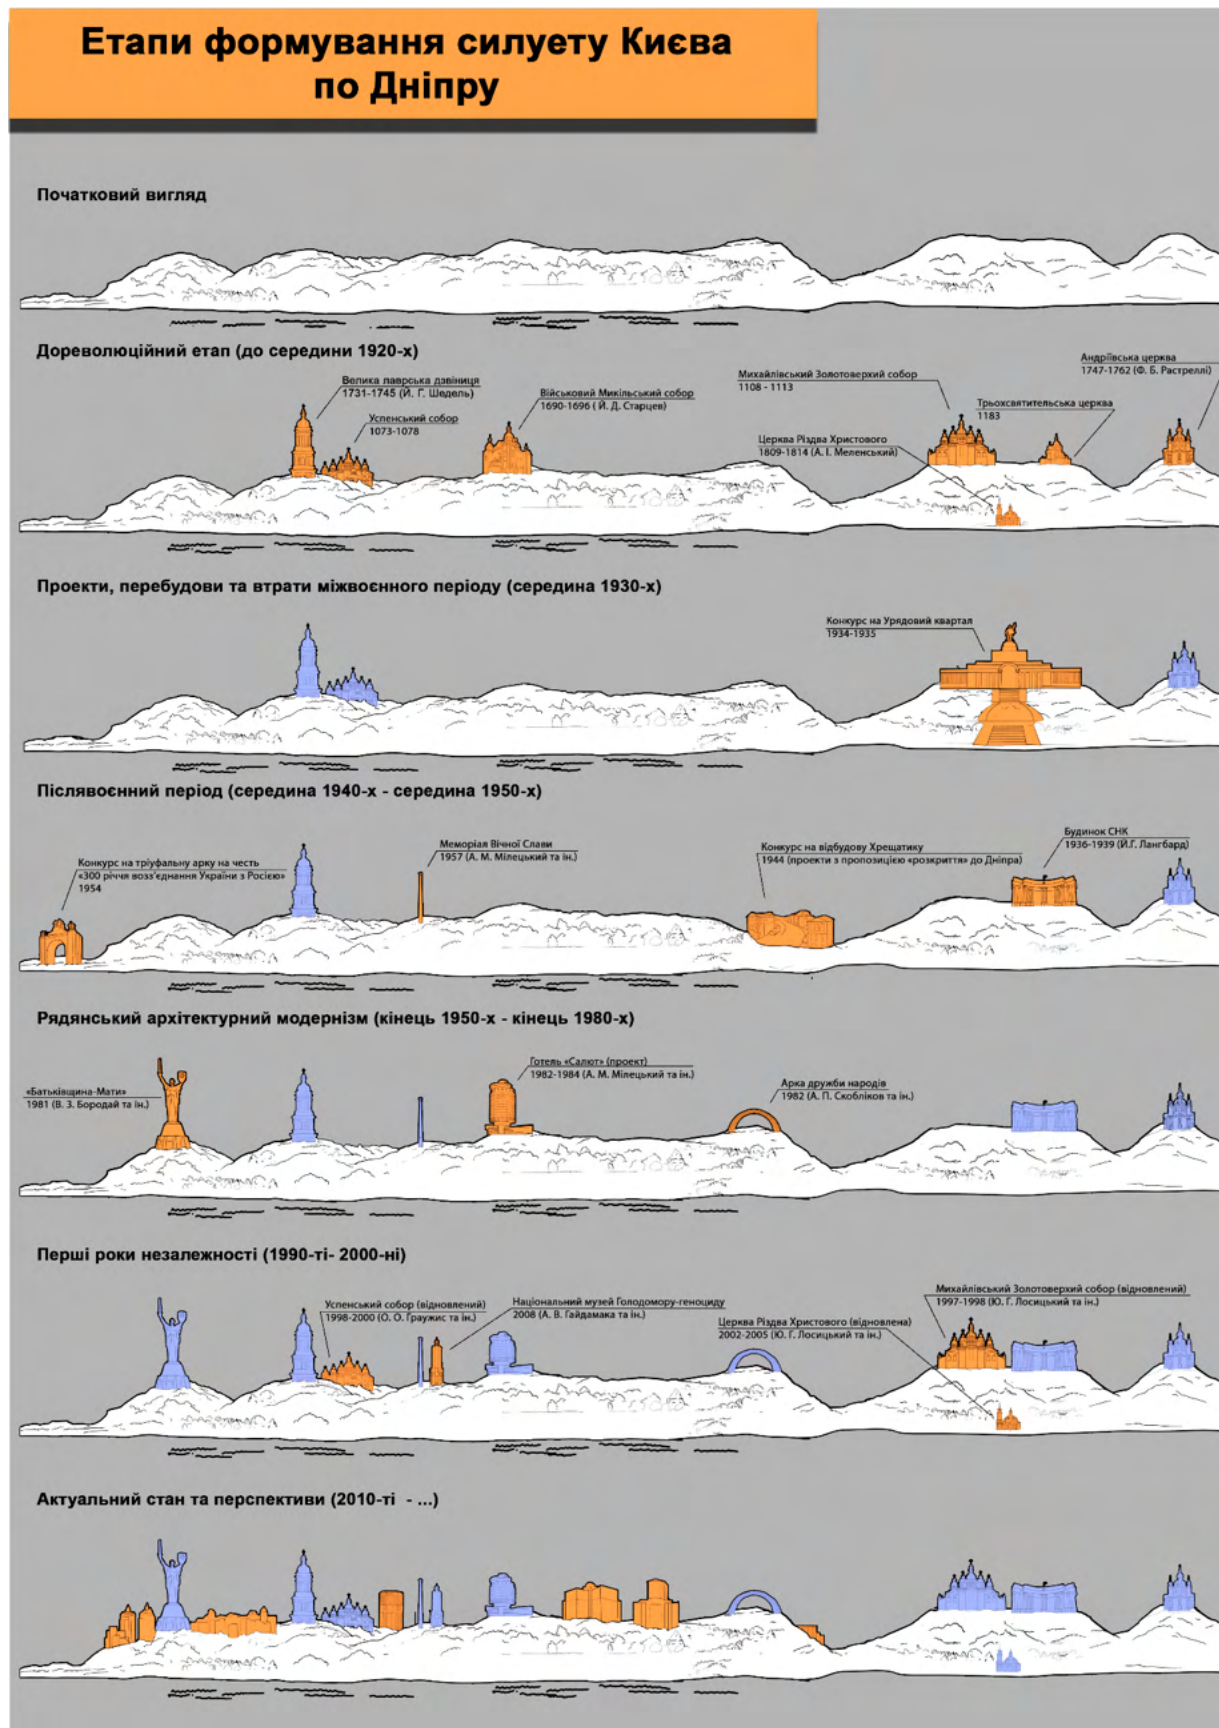 Етапи формування силуету Києва
по Дніпру
Початковий вигляд
Дореволюційний етап (до середини 1920-х)
Велика лаврська дзвіниця
1731-1745 (Й. Г. Шедель)
Успенський собор
1073-1078
Військовий Микільський собор
1690-1696 ( Й. Д. Старцев)
Михайлівський Золотоверхий собор
1108 - 1113
Церква Різдва Христового
1809-1814 (А. І. Меленський)
Трьохсвятительська церква
1183
Андріївська церква
1747-1762 (Ф. Б. Растреллі)
Проекти, перебудови та втрати міжвоєнного періоду (середина 1930-х)
Конкурс на Урядовий квартал
1934-1935
Післявоєнний період (середина 1940-х - середина 1950-х)
Конкурс на тріуфальну арку на честь
«300 річчя возз'єднання України з Росією»
1954
Меморіал Вічної Слави
1957 (А. М. Мілецький та ін.)
Конкурс на відбудову Хрещатику
1944 (проекти з пропозицією «розкриття» до Дніпра)
Будинок СНК
1936-1939 (Й.Г. Лангбард)
Рядянський архітектурний модернізм (кінець 1950-х - кінець 1980-х)
«Батьківщина-Мати»
1981 (В. З. Бородай та ін.)
Готель «Салют» (проект)
1982-1984 (А. М. Мілецький та ін.)
Арка дружби народів
1982 (А. П. Скобліков та ін.)
Перші роки незалежності (1990-ті- 2000-ні)
Успенський собор (відновлений)
1998-2000 (О. О. Граужис та ін.)
Національний музей Голодомору-геноциду
2008 (А. В. Гайдамака та ін.)
Церква Різдва Христового (відновлена)
2002-2005 (Ю. Г. Лосицький та ін.)
Михайлівський Золотоверхий собор (відновлений)
1997-1998 (Ю. Г. Лосицький та ін.)
Актуальний стан та перспективи (2010-ті - ...)